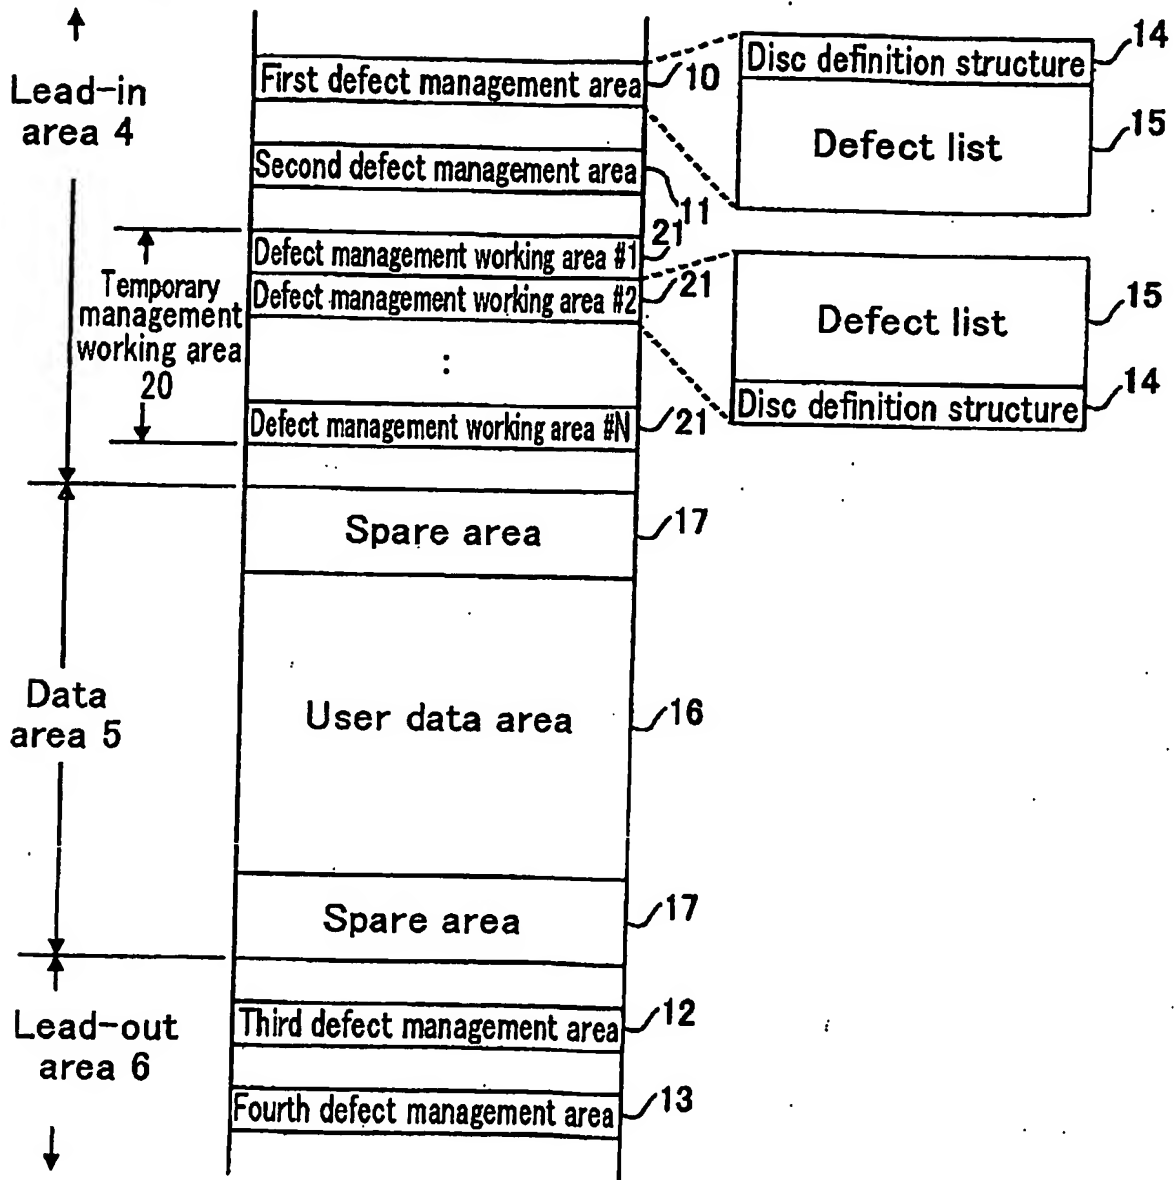 Lead-in
area 4
First defect management area
10
Disc definition structure
14
Defect list
15
Second defect management area
11
Temporary
management
working area
20
Defect management working area #1
21
Defect management working area #2
21
Defect list
15
Disc definition structure
14
:
Defect management working area #N
21
Spare area
17
Data
area 5
User data area
16
Spare area
17
Lead-out
area 6
Third defect management area
12
Fourth defect management area
13